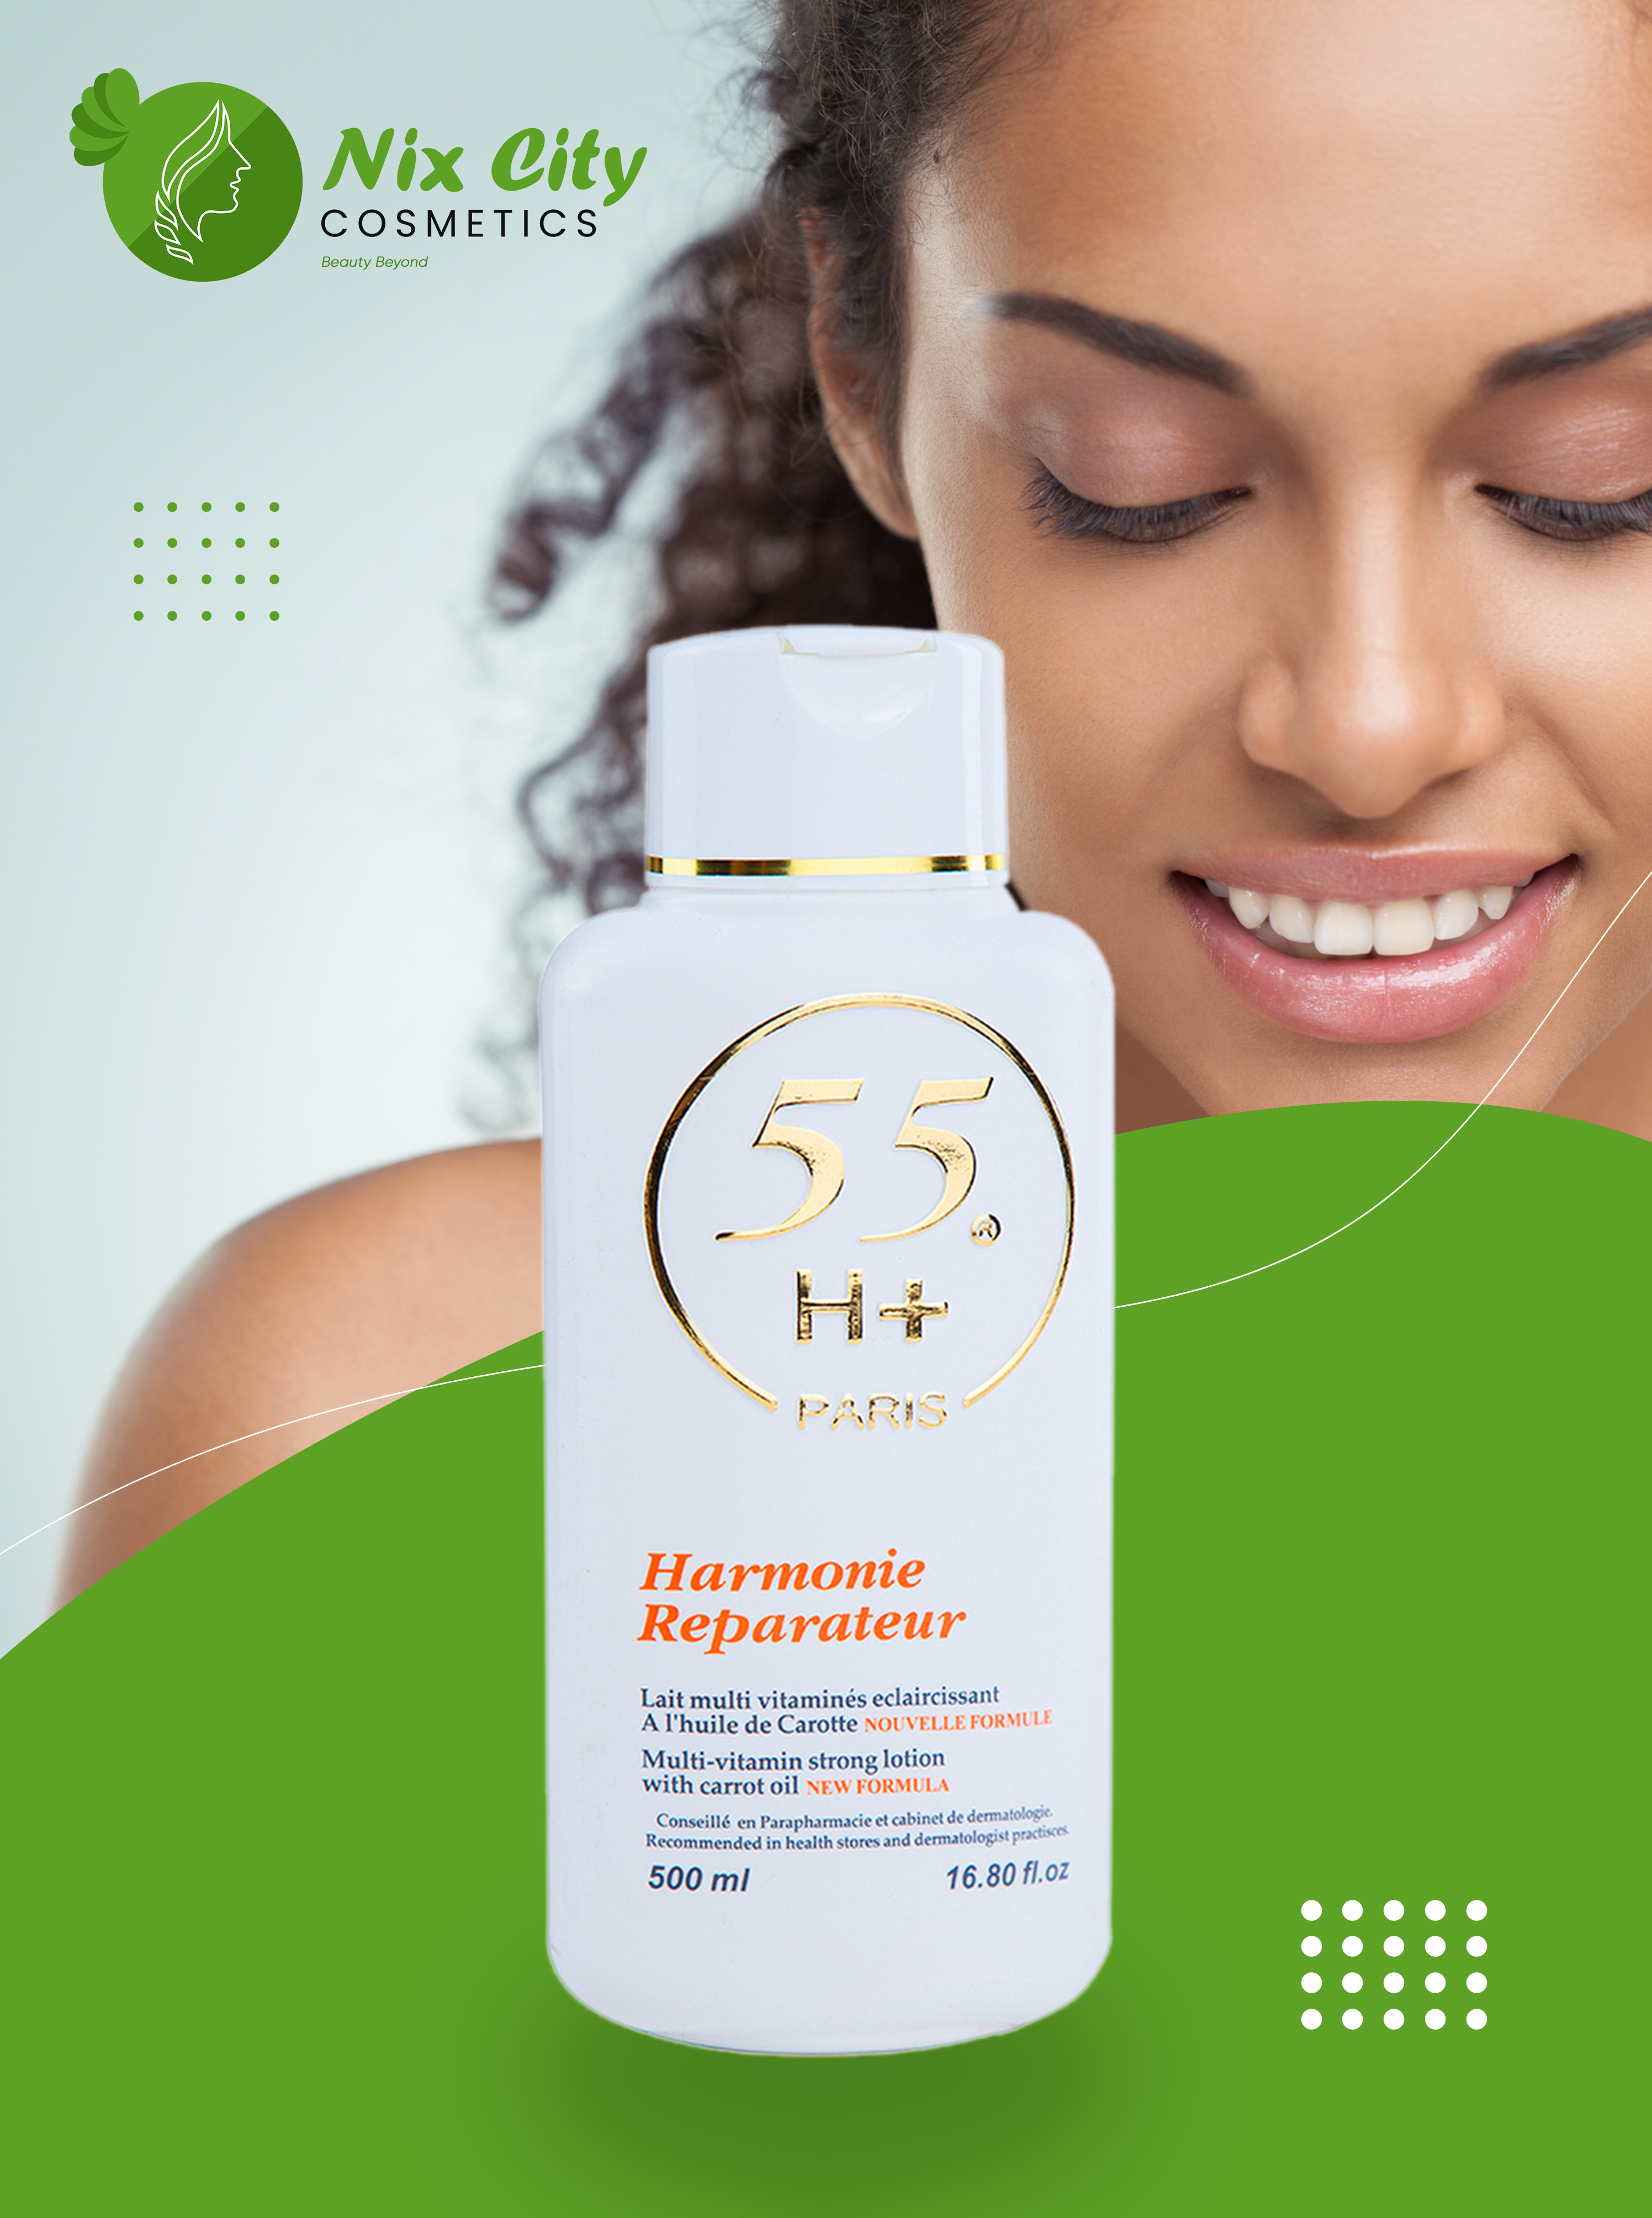 Nix City
COSMETICS
Beauty Beyond
55®
H+
PARIS
Harmonie
Reparateur
Lait multi vitaminés eclaircissant
A l'huile de Carotte NOUVELLE FORMULE
Multi-vitamin strong lotion
with carrot oil NEW FORMULA
Conseillé en Parapharmacie et cabinet de dermatologie.
Recommended in health stores and dermatologist practisces.
500 ml 16.80 fl.oz